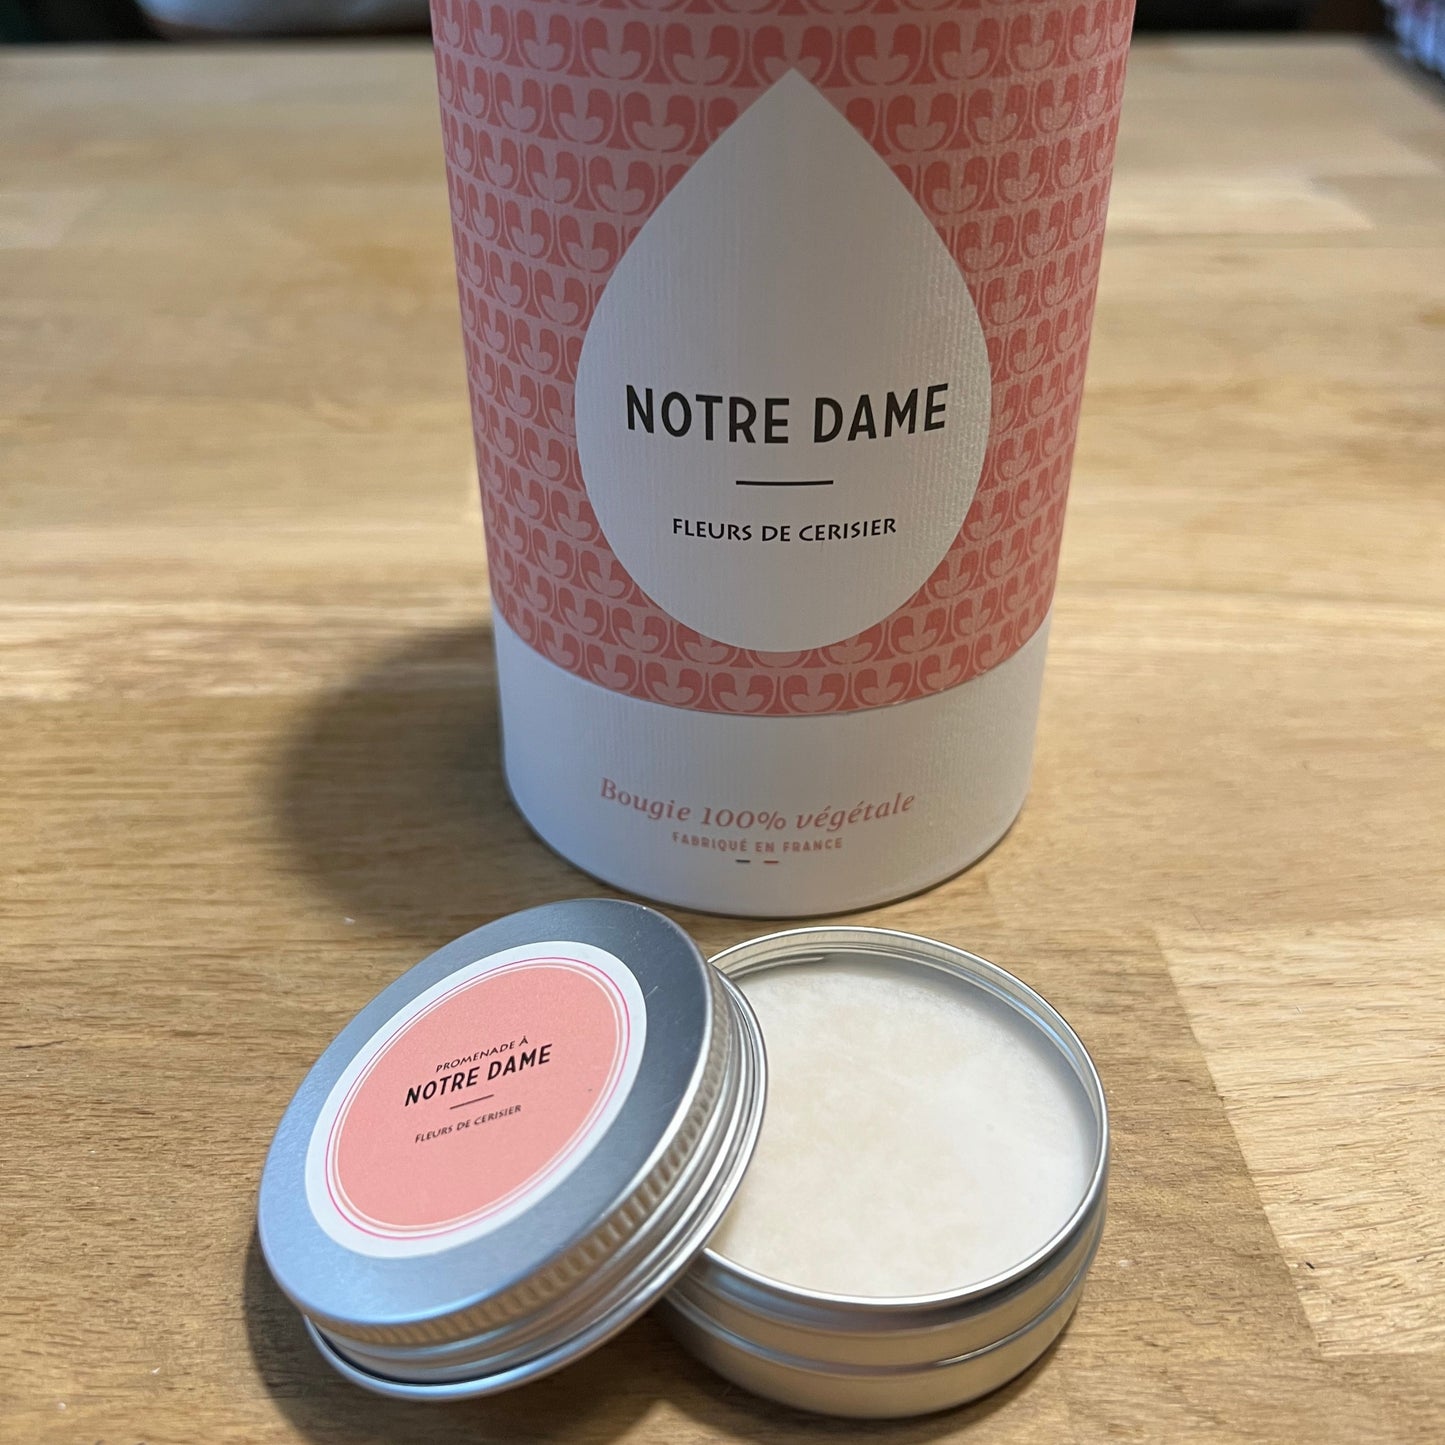 NOTRE DAME
FLEURS DE CERISIER
Bougie 100% végétale
FABRIQUÉ EN FRANCE
PROMENADE À
NOTRE DAME
FLEURS DE CERISIER